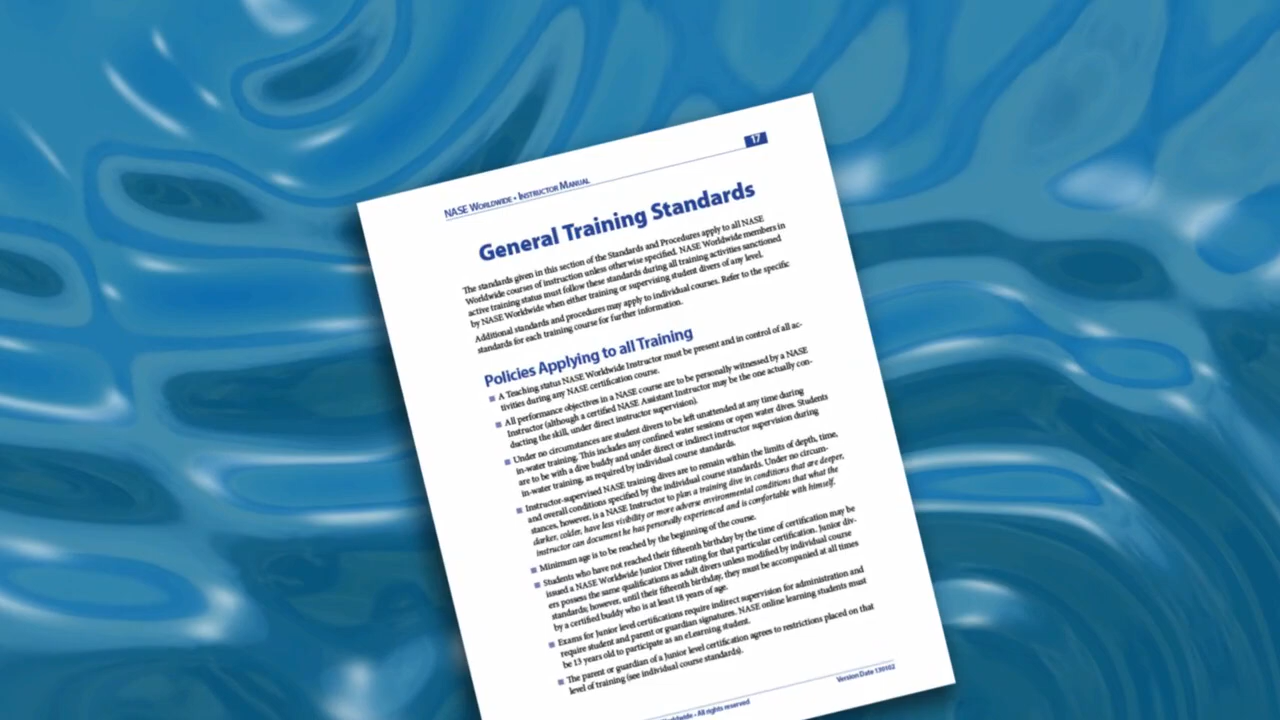 17
NASE WORLDWIDE • INSTRUCTOR MANUAL
General Training Standards
The standards given in this section of the Standards and Procedures apply to all NASE
Worldwide courses of instruction unless otherwise specified. NASE Worldwide members in
active training status must follow these standards during all training activities sanctioned
by NASE Worldwide when either training or supervising student divers of any level.
Additional standards and procedures may apply to individual courses. Refer to the specific
standards for each training course for further information.
Policies Applying to all Training
■ A Teaching status NASE Worldwide Instructor must be present and in control of all ac-
tivities during any NASE certification course.
■ All performance objectives in a NASE course are to be personally witnessed by a NASE
Instructor (although a certified NASE Assistant Instructor may be the one actually con-
ducting the skill, under direct instructor supervision).
■ Under no circumstances are student divers to be left unattended at any time during
in-water training. This includes any confined water sessions or open water dives. Students
are to be with a dive buddy and under direct or indirect instructor supervision during
in-water training, as required by individual course standards.
■ Instructor-supervised NASE training dives are to remain within the limits of depth, time,
and overall conditions specified by the individual course standards. Under no circum-
stances, however, is a NASE Instructor to plan a training dive in conditions that are deeper,
darker, colder, have less visibility or more adverse environmental conditions that what the
instructor can document he has personally experienced and is comfortable with himself.
■ Minimum age is to be reached by the beginning of the course.
■ Students who have not reached their fifteenth birthday by the time of certification may be
issued a NASE Worldwide Junior Diver rating for that particular certification. Junior div-
ers possess the same qualifications as adult divers unless modified by individual course
standards; however, until their fifteenth birthday, they must be accompanied at all times
by a certified buddy who is at least 18 years of age.
■ Exams for Junior level certifications require indirect supervision for administration and
require student and parent or guardian signatures. NASE online learning students must
be 13 years old to participate as an eLearning student.
■ The parent or guardian of a Junior level certification agrees to restrictions placed on that
level of training (see individual course standards).
Worldwide • All rights reserved
Version Date 130102